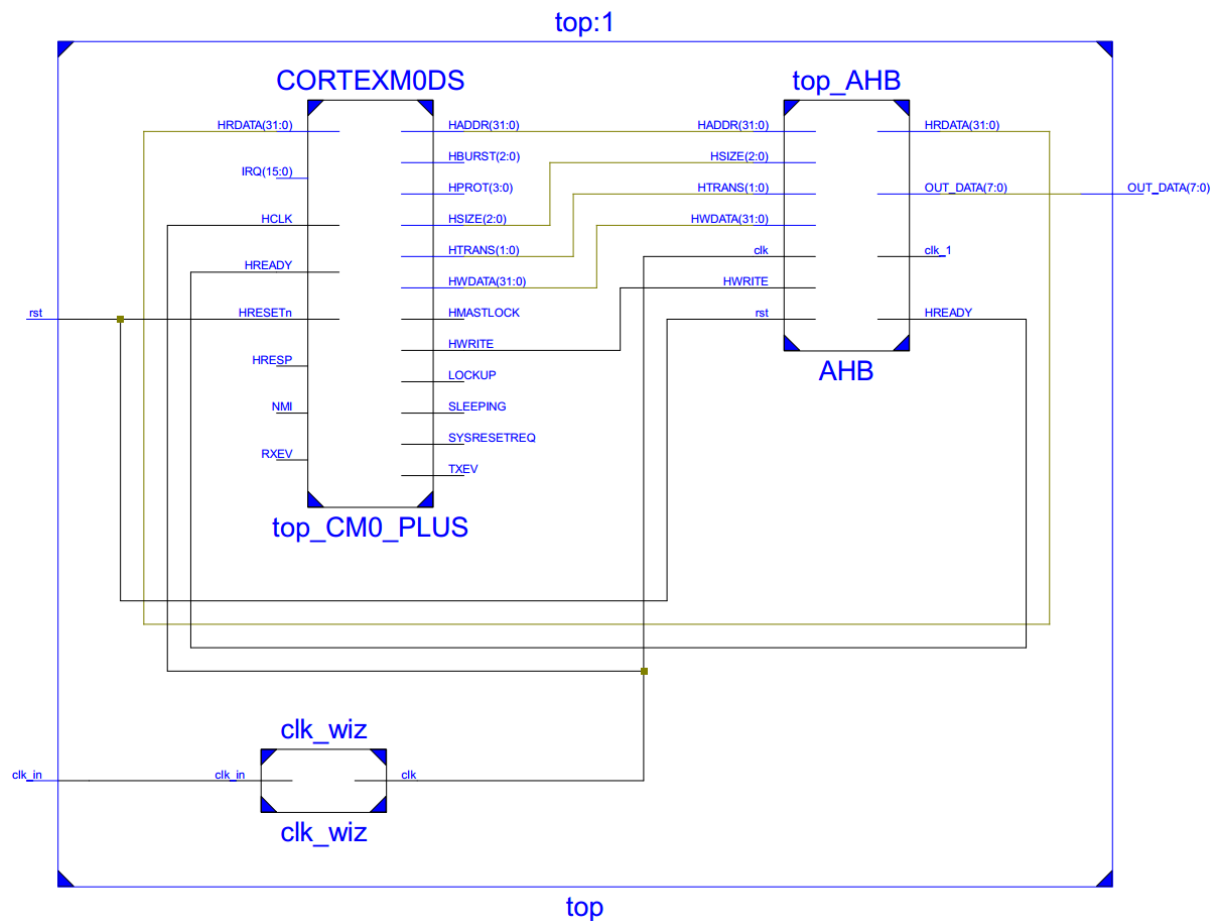 top:1
CORTEXM0DS
top_AHB
HRDATA(31:0)
HADDR(31:0)
HADDR(31:0)
HRDATA(31:0)
HBURST(2:0)
HSIZE(2:0)
IRQ(15:0)
HPROT(3:0)
HTRANS(1:0)
OUT_DATA(7:0)
OUT_DATA(7:0)
HCLK
HSIZE(2:0)
HWDATA(31:0)
HTRANS(1:0)
clk
clk_1
HREADY
HWDATA(31:0)
HWRITE
rst
HRESETn
HMASTLOCK
rst
HREADY
HWRITE
HRESP
LOCKUP
AHB
NMI
SLEEPING
SYSRESETREQ
RXEV
TXEV
top_CM0_PLUS
clk_wiz
clk_in
clk_in
clk
clk_wiz
top